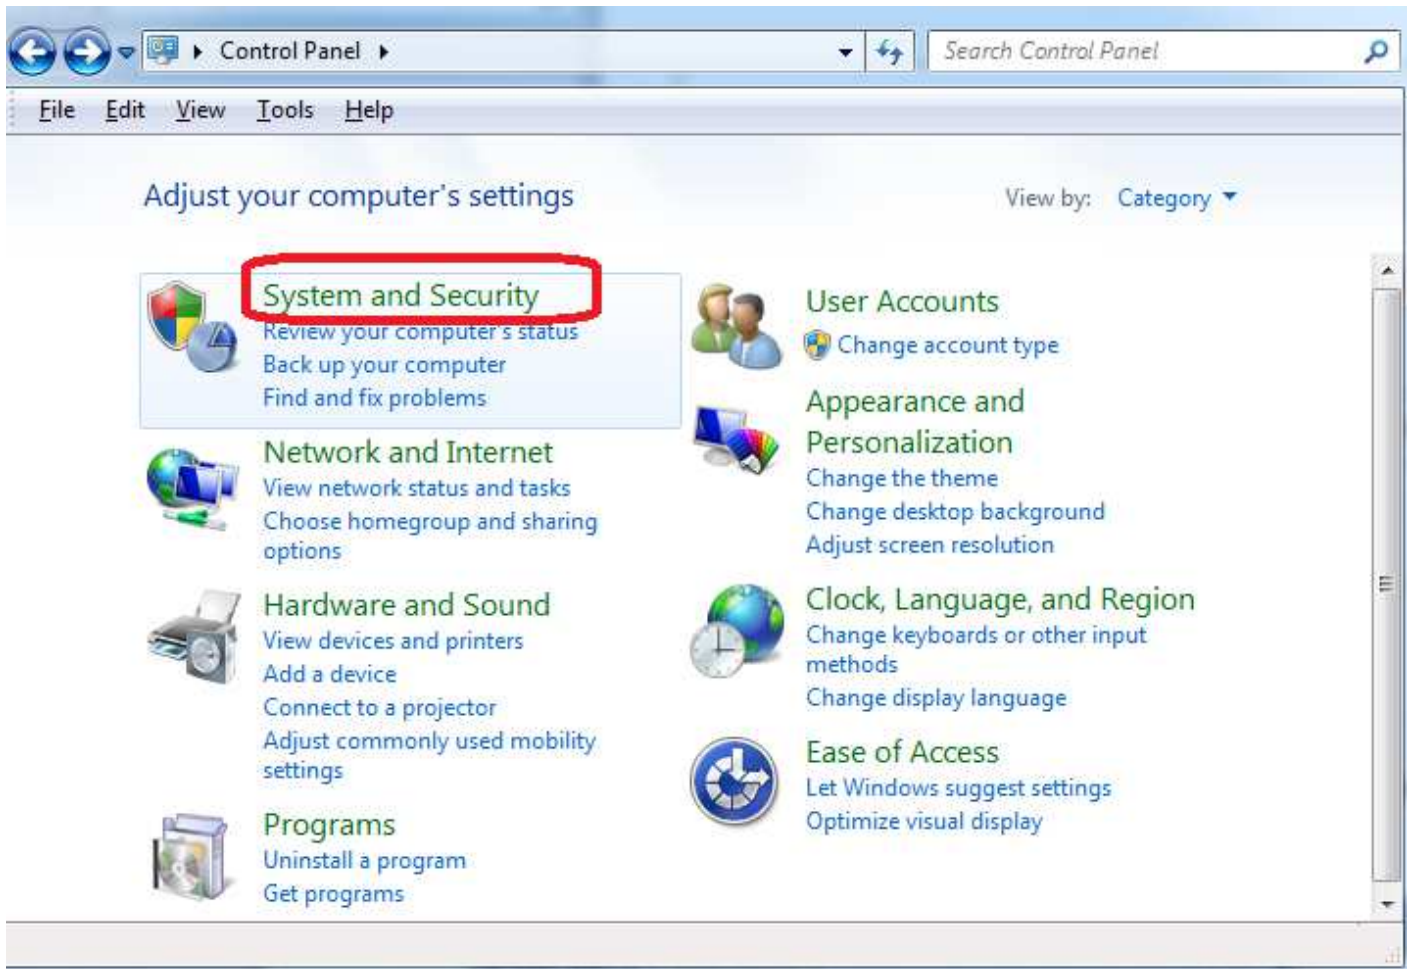 Control Panel
Search Control Panel
File Edit View Tools Help
Adjust your computer's settings
View by: Category
System and Security
Review your computer's status
Back up your computer
Find and fix problems
Network and Internet
View network status and tasks
Choose homegroup and sharing
options
Hardware and Sound
View devices and printers
Add a device
Connect to a projector
Adjust commonly used mobility
settings
Programs
Uninstall a program
Get programs
User Accounts
Change account type
Appearance and
Personalization
Change the theme
Change desktop background
Adjust screen resolution
Clock, Language, and Region
Change keyboards or other input
methods
Change display language
Ease of Access
Let Windows suggest settings
Optimize visual display